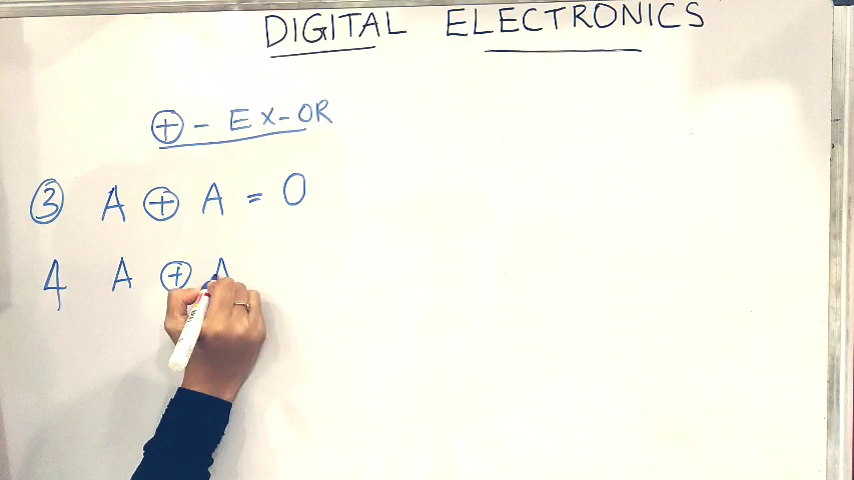 DIGITAL ELECTRONICS
⊕ - EX-OR
③ A ⊕ A = 0
4 A ⊕ A